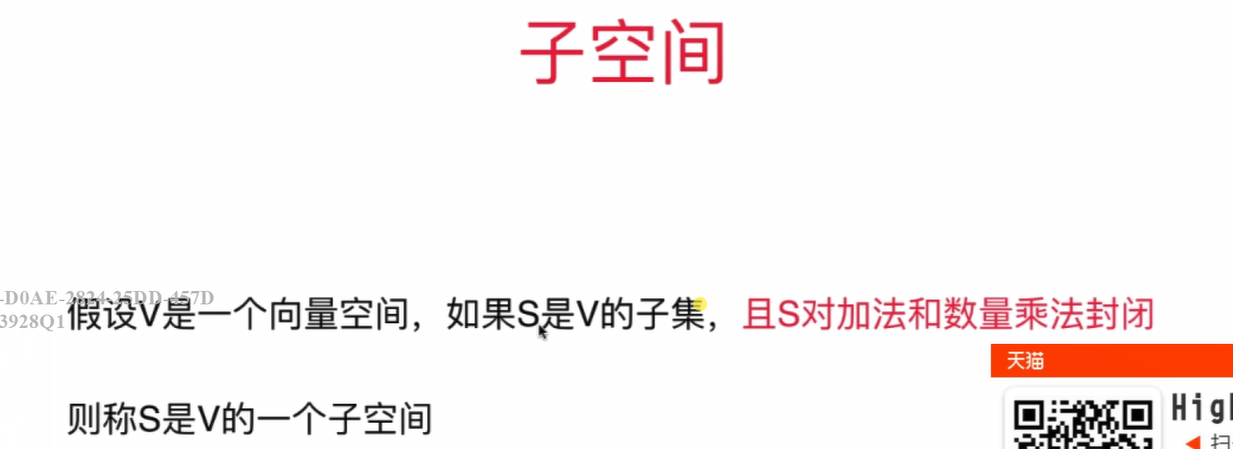 子空间
-D0AE-2824-25DD-457D
3928Q1
假设V是一个向量空间，如果S是V的子集，且S对加法和数量乘法封闭
天猫
则称S是V的一个子空间
High
扫